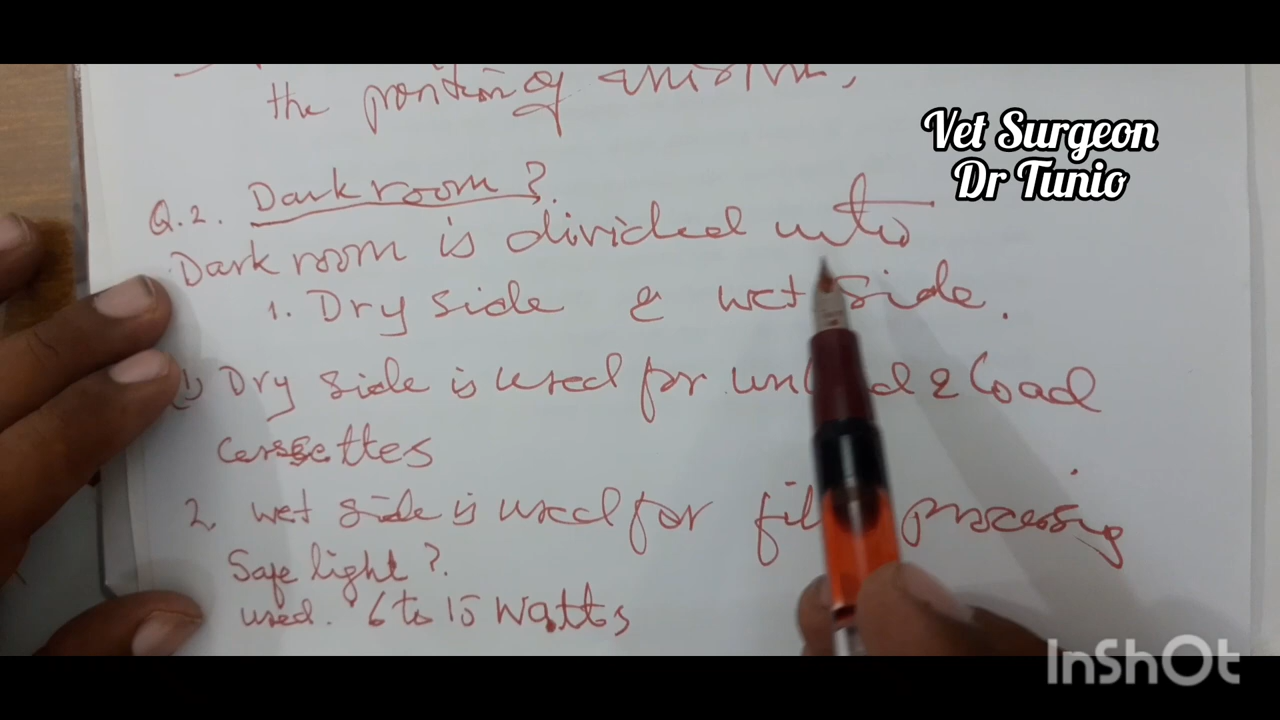 the position of
Vet Surgeon
Dr Tunio
Q.2. Dark room?
Dark room is divided into
1. Dry side & wet side.
1) Dry side is used for unload & load
cassettes
2 wet side is used for film processing
Safe light?
used. 6 to 15 watts
InShOt